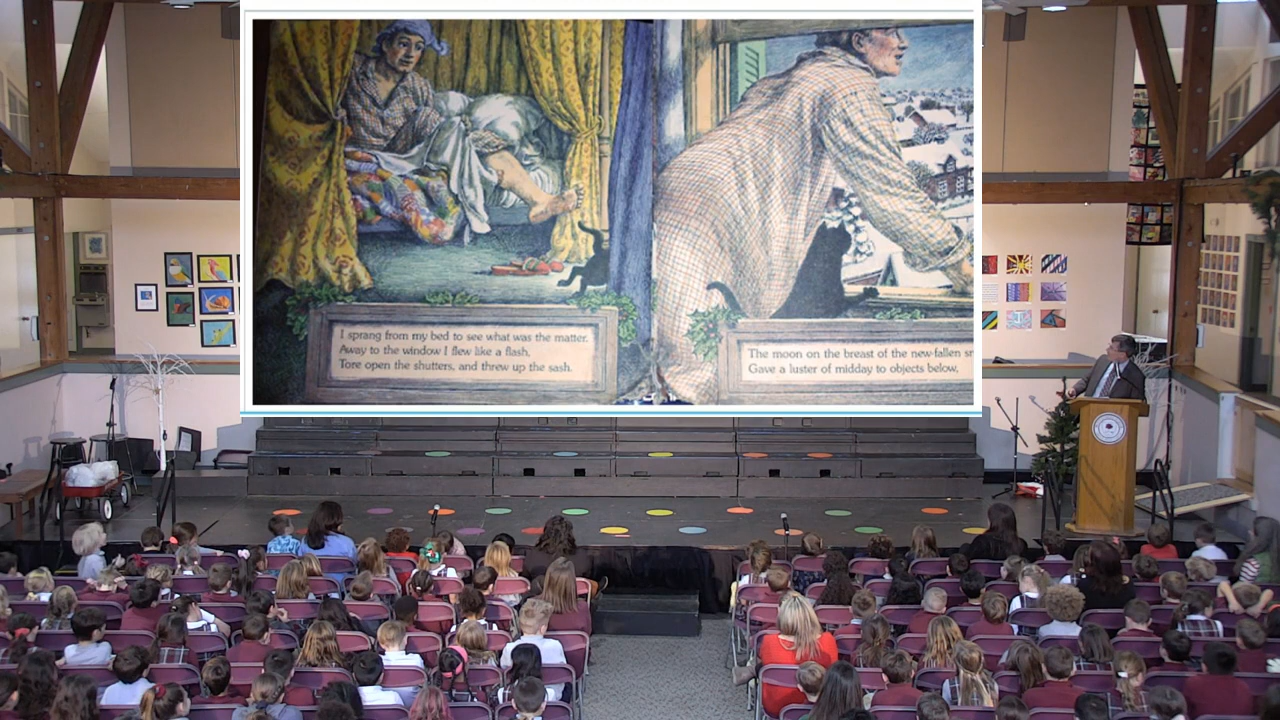 I sprang from my bed to see what was the matter.
Away to the window I flew like a flash,
Tore open the shutters, and threw up the sash.
The moon on the breast of the new-fallen
Gave a luster of midday to objects below,